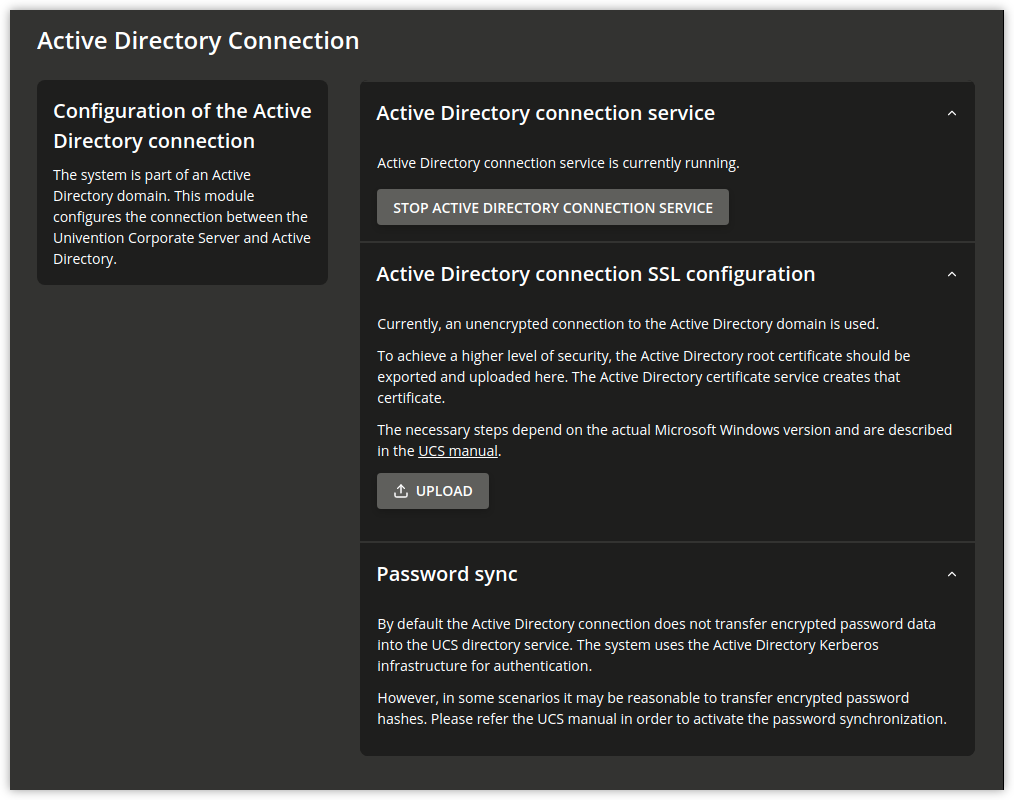 Active Directory Connection
Configuration of the Active
Directory connection
The system is part of an Active
Directory domain. This module
configures the connection between the
Univention Corporate Server and Active
Directory.
Active Directory connection service
Active Directory connection service is currently running.
STOP ACTIVE DIRECTORY CONNECTION SERVICE
Active Directory connection SSL configuration
Currently, an unencrypted connection to the Active Directory domain is used.
To achieve a higher level of security, the Active Directory root certificate should be
exported and uploaded here. The Active Directory certificate service creates that
certificate.
The necessary steps depend on the actual Microsoft Windows version and are described
in the UCS manual.
UPLOAD
Password sync
By default the Active Directory connection does not transfer encrypted password data
into the UCS directory service. The system uses the Active Directory Kerberos
infrastructure for authentication.
However, in some scenarios it may be reasonable to transfer encrypted password
hashes. Please refer the UCS manual in order to activate the password synchronization.